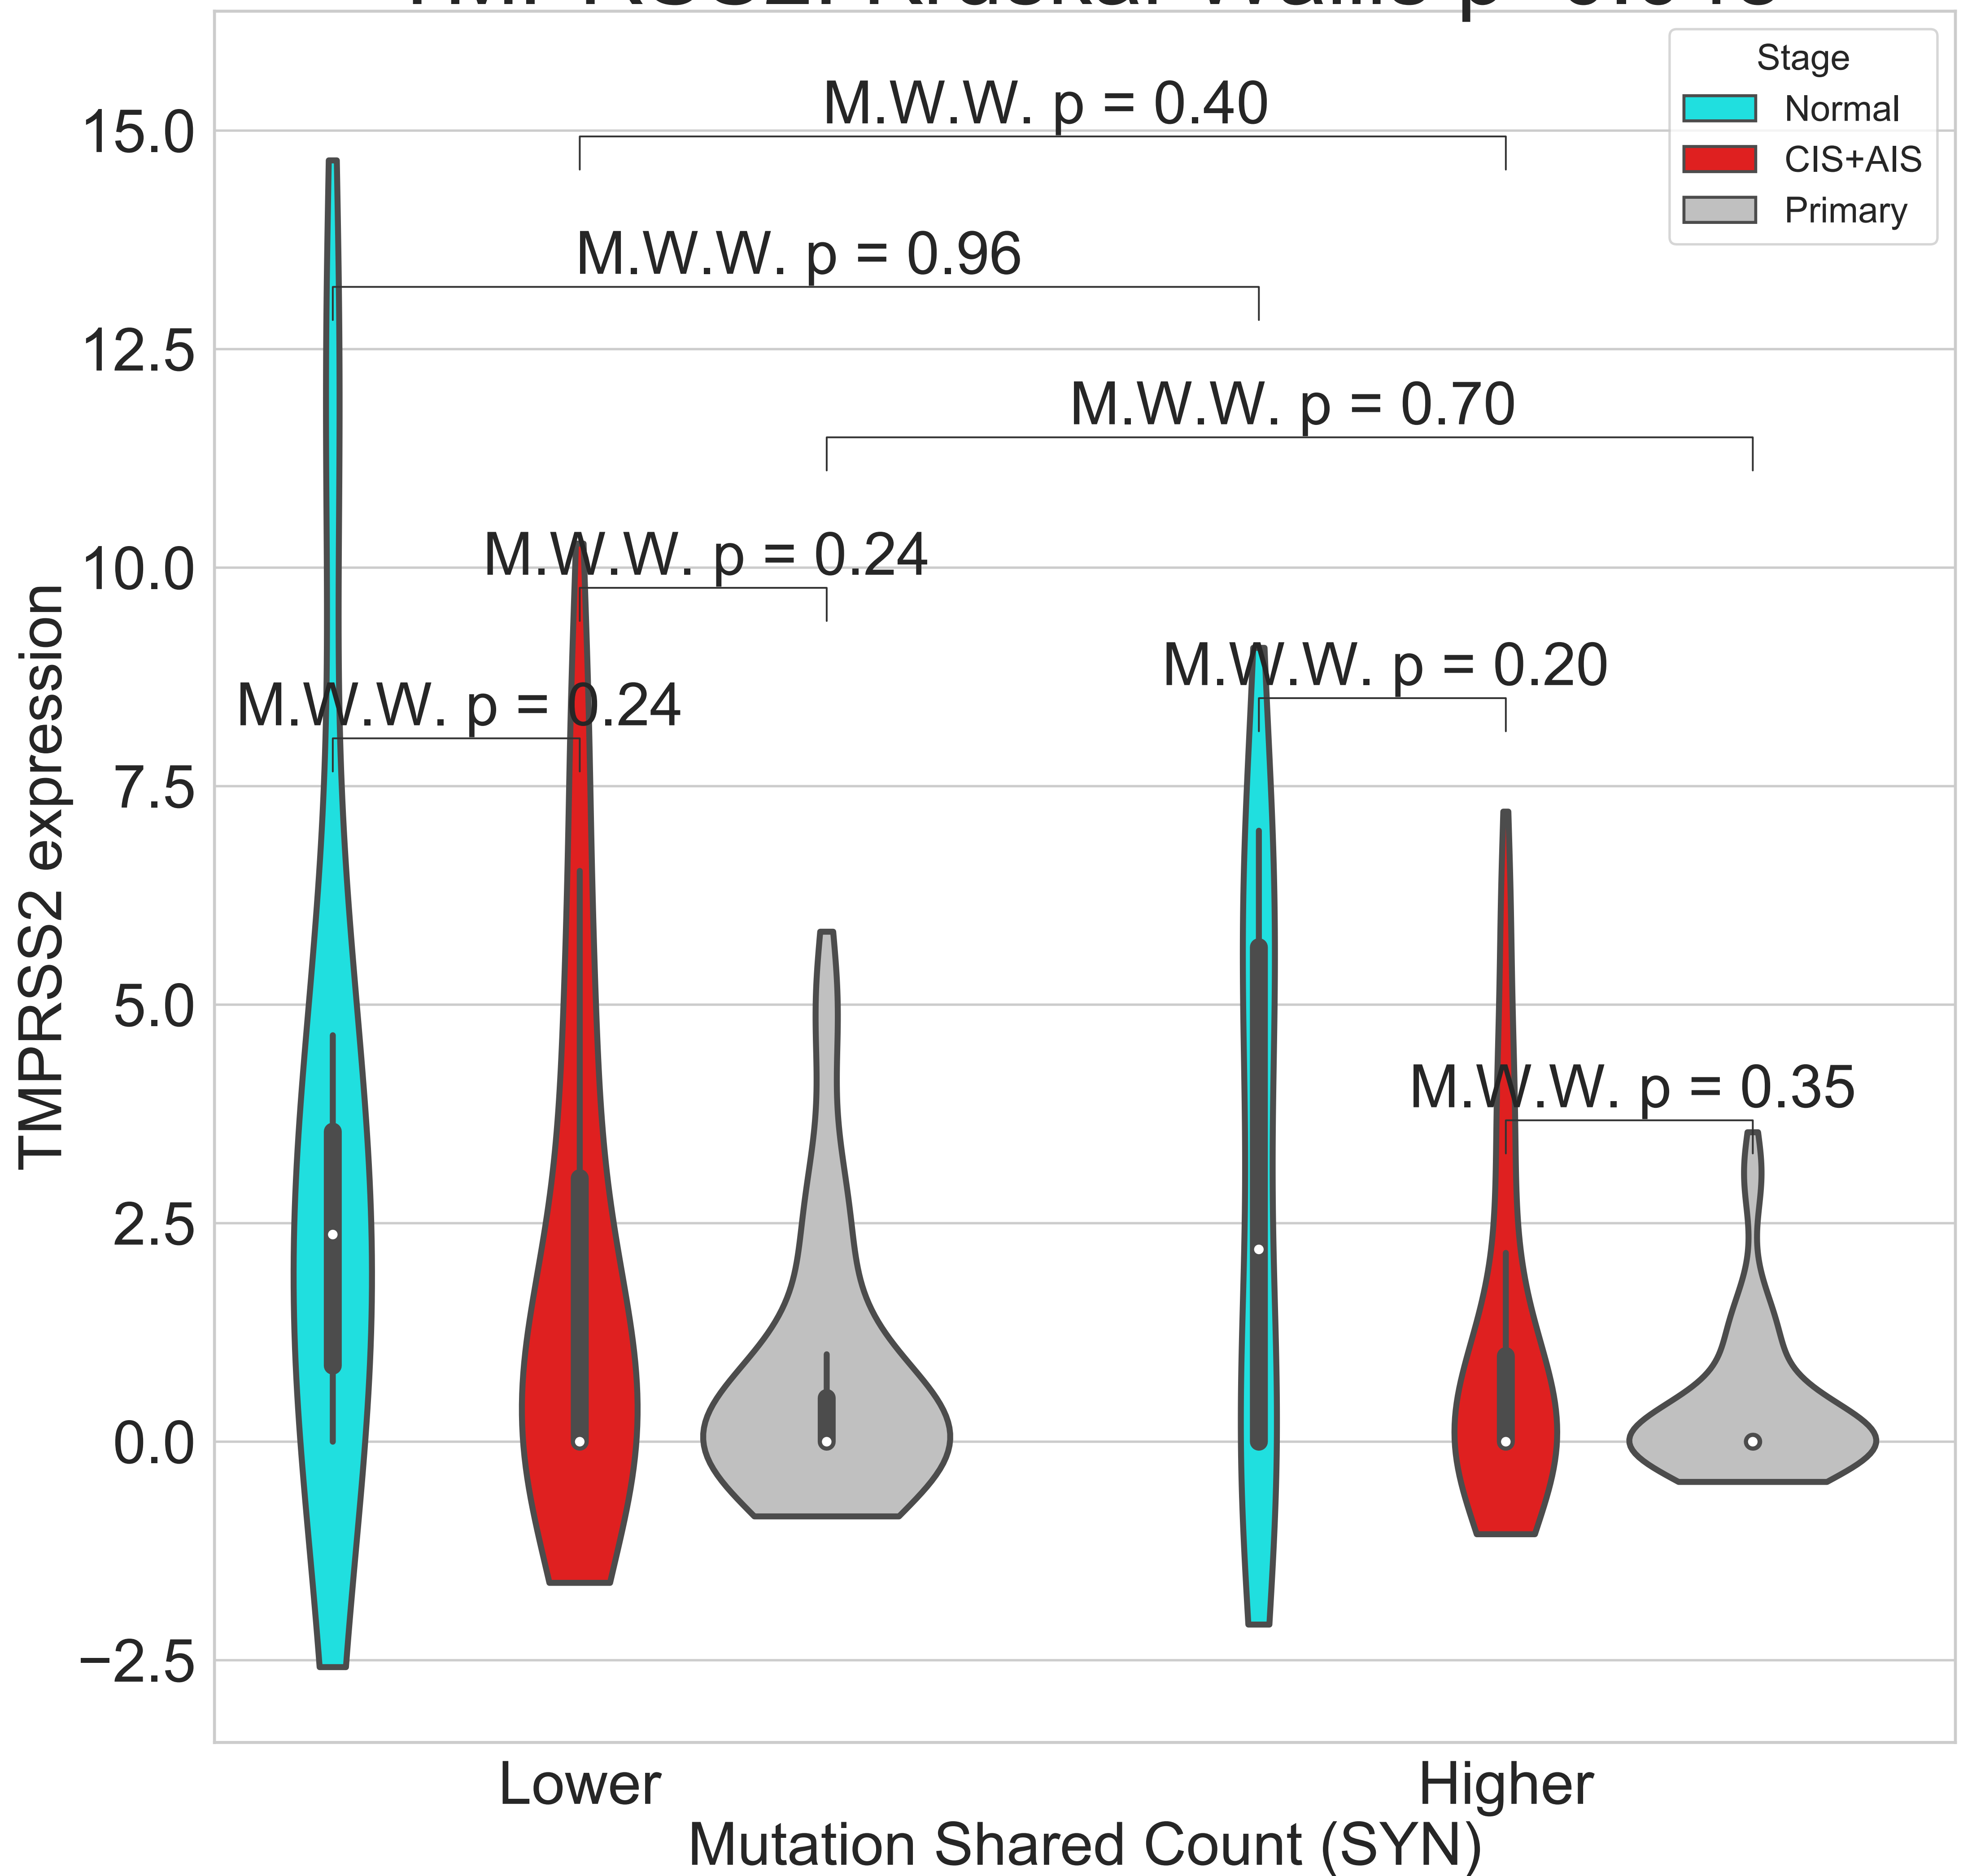 Stage
Normal
CIS+AIS
Primary
M.W.W. p = 0.40
M.W.W. p = 0.96
M.W.W. p = 0.70
M.W.W. p = 0.24
M.W.W. p = 0.20
M.W.W. p = 0.24
M.W.W. p = 0.35
15.0
12.5
10.0
7.5
5.0
2.5
0.0
−2.5
TMPRSS2 expression
Lower
Higher
Mutation Shared Count (SYN)